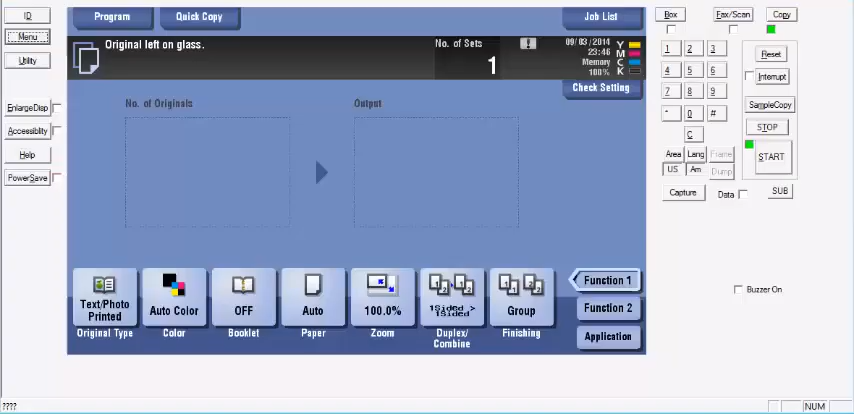 ID
Menu
Utility
EnlargeDisp
Accessiblity
Help
PowerSave
Program
Quick Copy
Job List
Original left on glass.
No. of Sets
1
09/03/2014
23:46
Memory
100%
Y
M
C
K
Check Setting
No. of Originals
Output
Text/Photo
Printed
Original Type
Auto Color
Color
OFF
Booklet
Auto
Paper
100.0%
Zoom
1Sided >
1Sided
Duplex/
Combine
Group
Finishing
Function 1
Function 2
Application
Box
Fax/Scan
Copy
1 2 3
4 5 6
7 8 9
* 0 #
C
Area Lang Frame
US Am Dump
Capture
Data
SUB
Reset
Interrupt
SampleCopy
STOP
START
Buzzer On
????
NUM